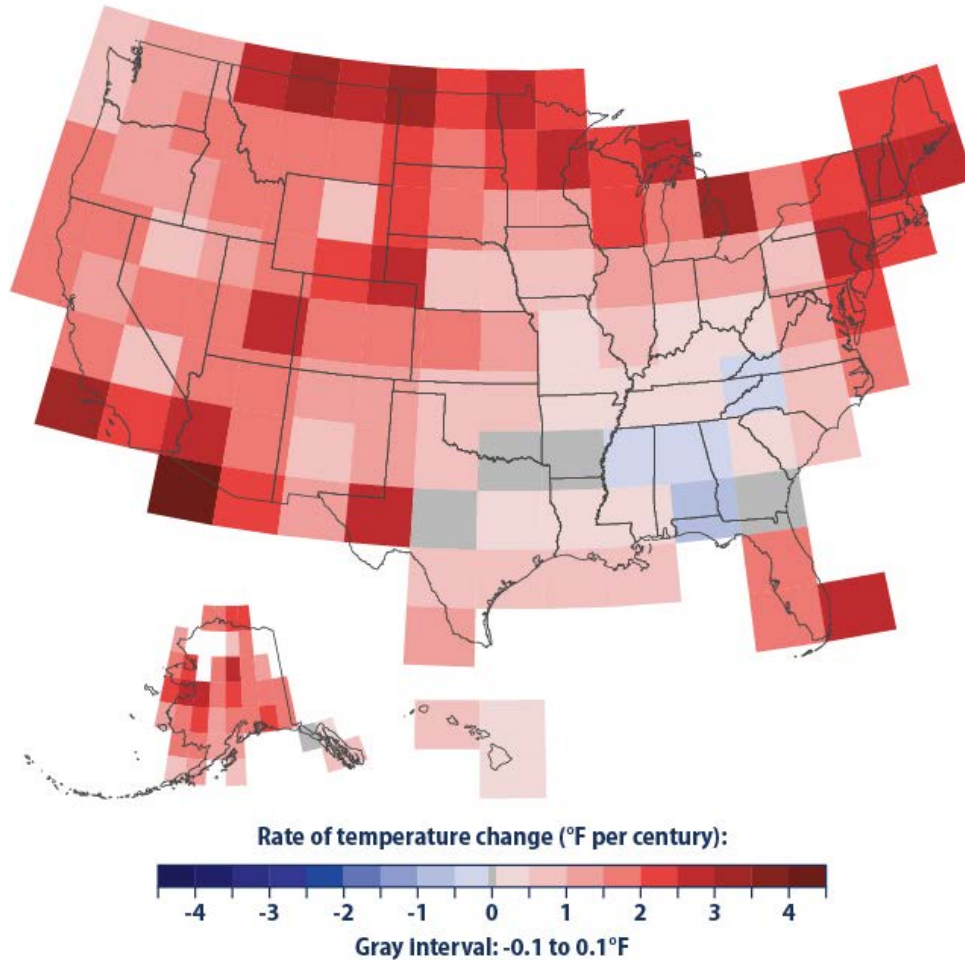 Rate of temperature change (°F per century):
-4 -3 -2 -1 0 1 2 3 4
Gray interval: -0.1 to 0.1°F